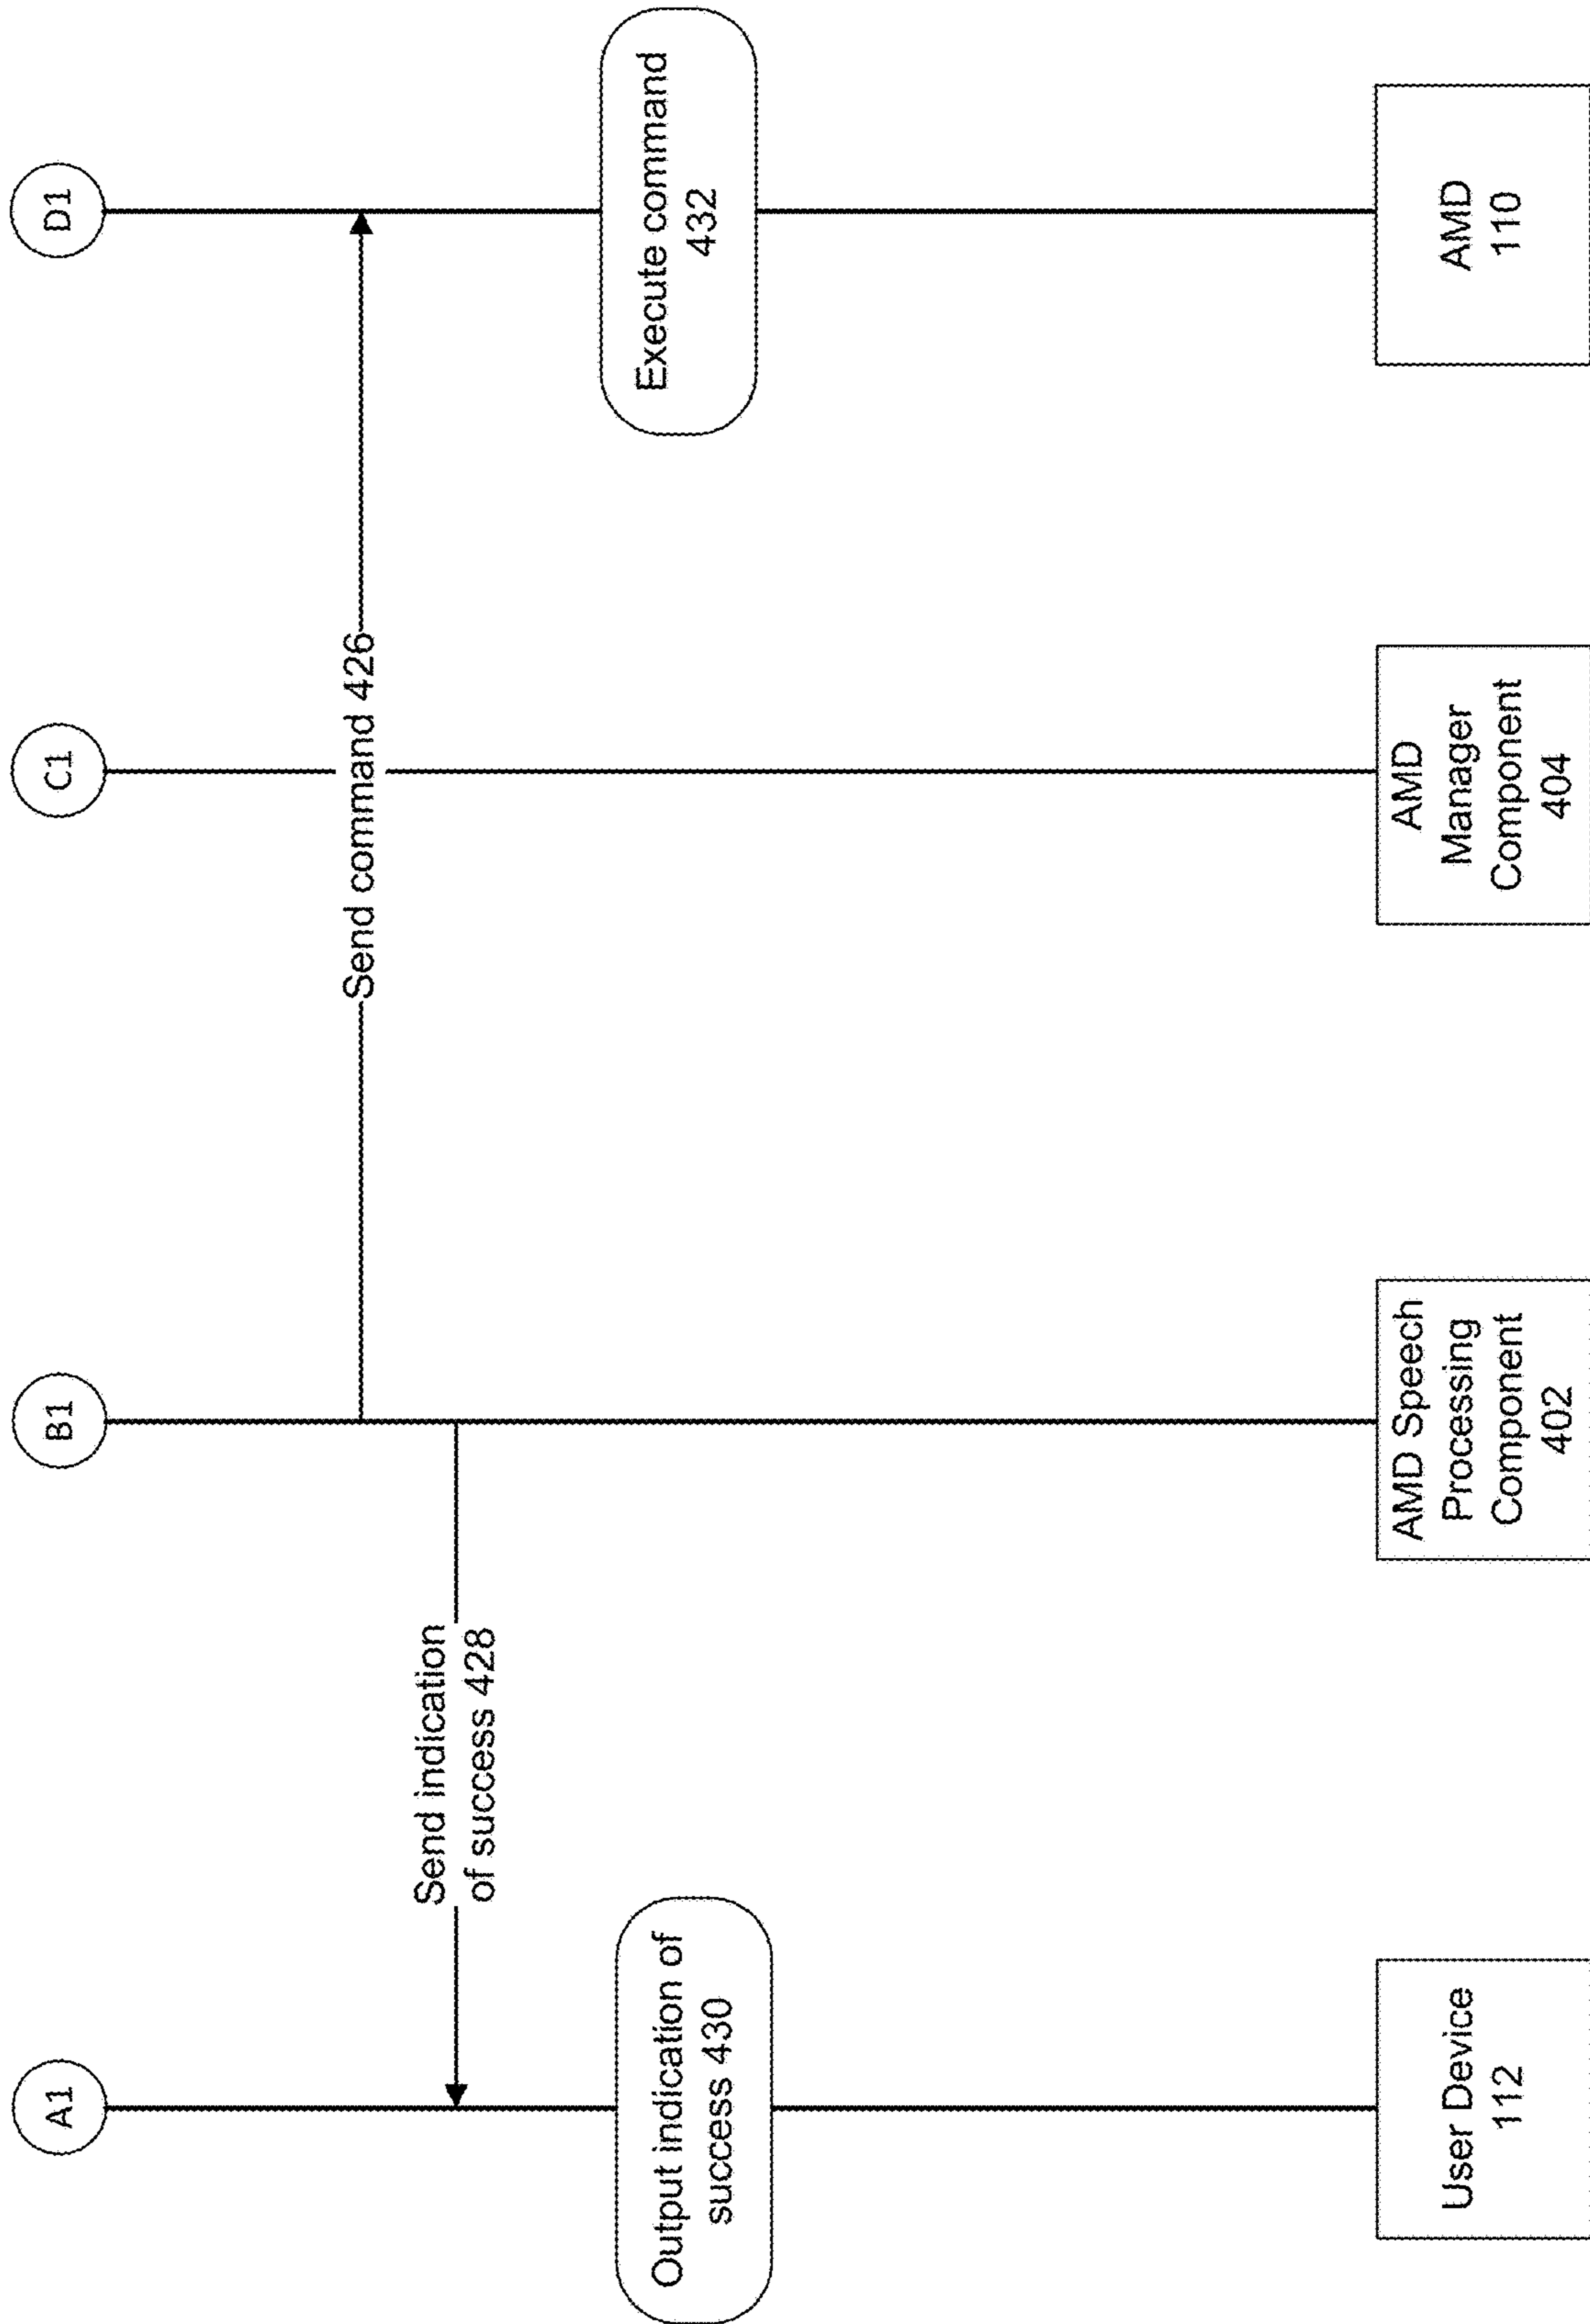 A1
B1
C1
D1
Send command 426
Send indication
of success 428
Output indication of
success 430
Execute command
432
User Device
112
AMD Speech
Processing
Component
402
AMD
Manager
Component
404
AMD
110